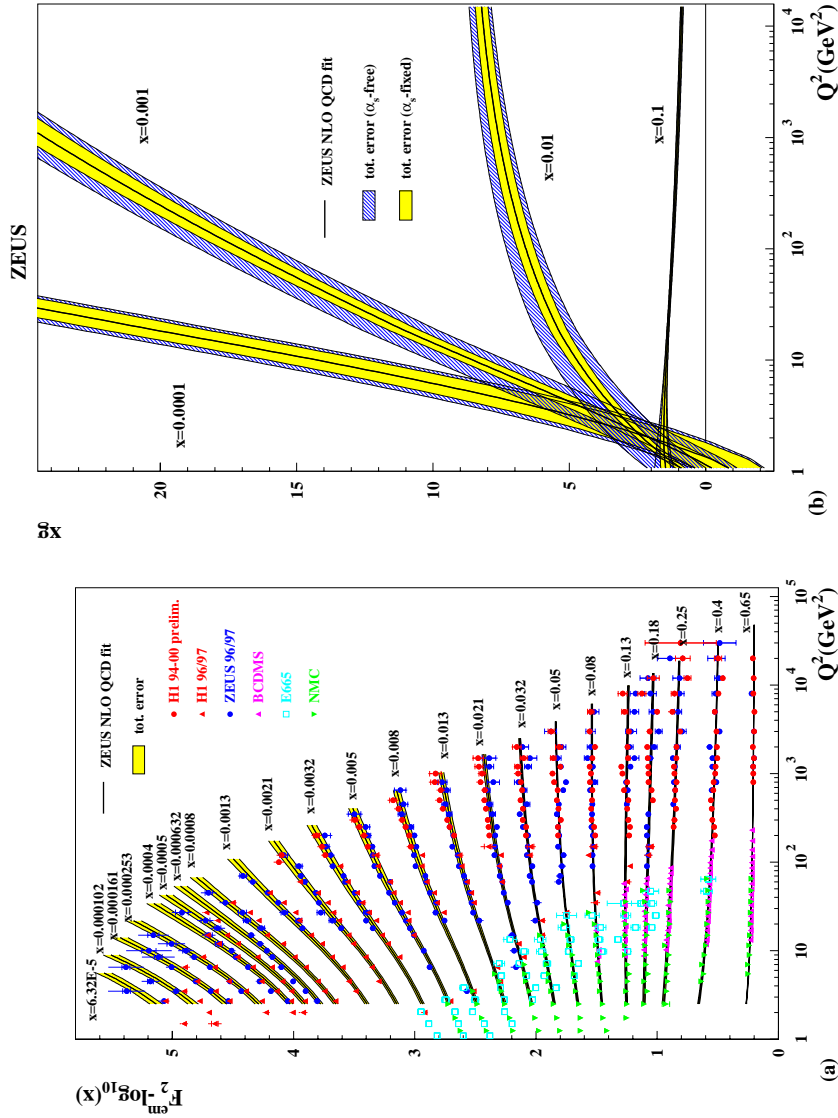 F₂ᵉᵐ-log₁₀(x)
x=6.32E-5
x=0.000102
x=0.000161
x=0.000253
x=0.0004
x=0.0005
x=0.000632
x=0.0008
x=0.0013
x=0.0021
x=0.0032
x=0.005
x=0.008
x=0.013
x=0.021
x=0.032
x=0.05
x=0.08
x=0.13
x=0.18
x=0.25
x=0.4
x=0.65
ZEUS NLO QCD fit
tot. error
H1 94-00 prelim.
H1 96/97
ZEUS 96/97
BCDMS
E665
NMC
5
4
3
2
1
0
1 10 10² 10³ 10⁴ 10⁵
Q²(GeV²)
(a)
ZEUS
xg
20
15
10
5
0
x=0.0001
x=0.001
ZEUS NLO QCD fit
tot. error (αₛ-free)
tot. error (αₛ-fixed)
x=0.01
x=0.1
1 10 10² 10³ 10⁴
Q²(GeV²)
(b)